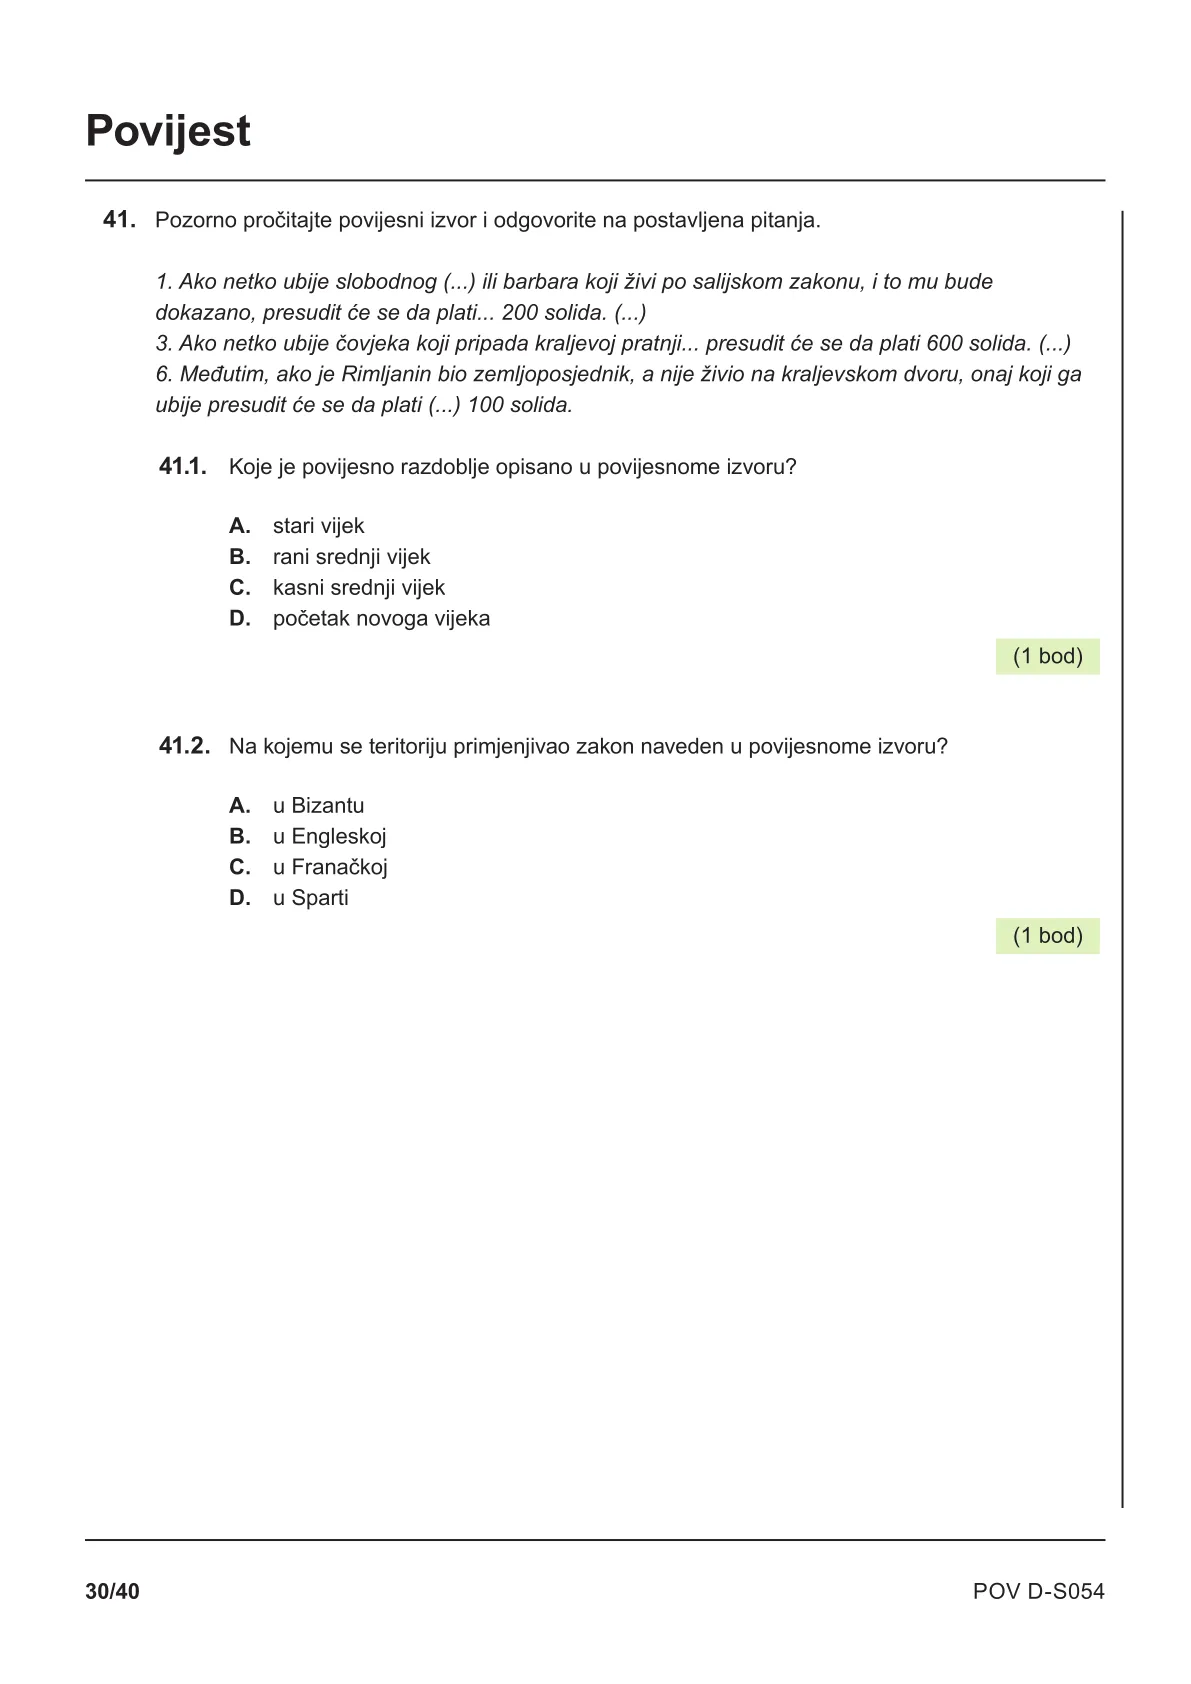 Povijest
41. Pozorno pročitajte povijesni izvor i odgovorite na postavljena pitanja.
1. Ako netko ubije slobodnog (...) ili barbara koji živi po salijskom zakonu, i to mu bude
dokazano, presudit će se da plati... 200 solida. (...)
3. Ako netko ubije čovjeka koji pripada kraljevoj pratnji... presudit će se da plati 600 solida. (...)
6. Međutim, ako je Rimljanin bio zemljoposjednik, a nije živio na kraljevskom dvoru, onaj koji ga
ubije presudit će se da plati (...) 100 solida.
41.1. Koje je povijesno razdoblje opisano u povijesnome izvoru?
A. stari vijek
B. rani srednji vijek
C. kasni srednji vijek
D. početak novoga vijeka
(1 bod)
41.2. Na kojemu se teritoriju primjenjivao zakon naveden u povijesnome izvoru?
A. u Bizantu
B. u Engleskoj
C. u Franačkoj
D. u Sparti
(1 bod)
30/40
POV D-S054